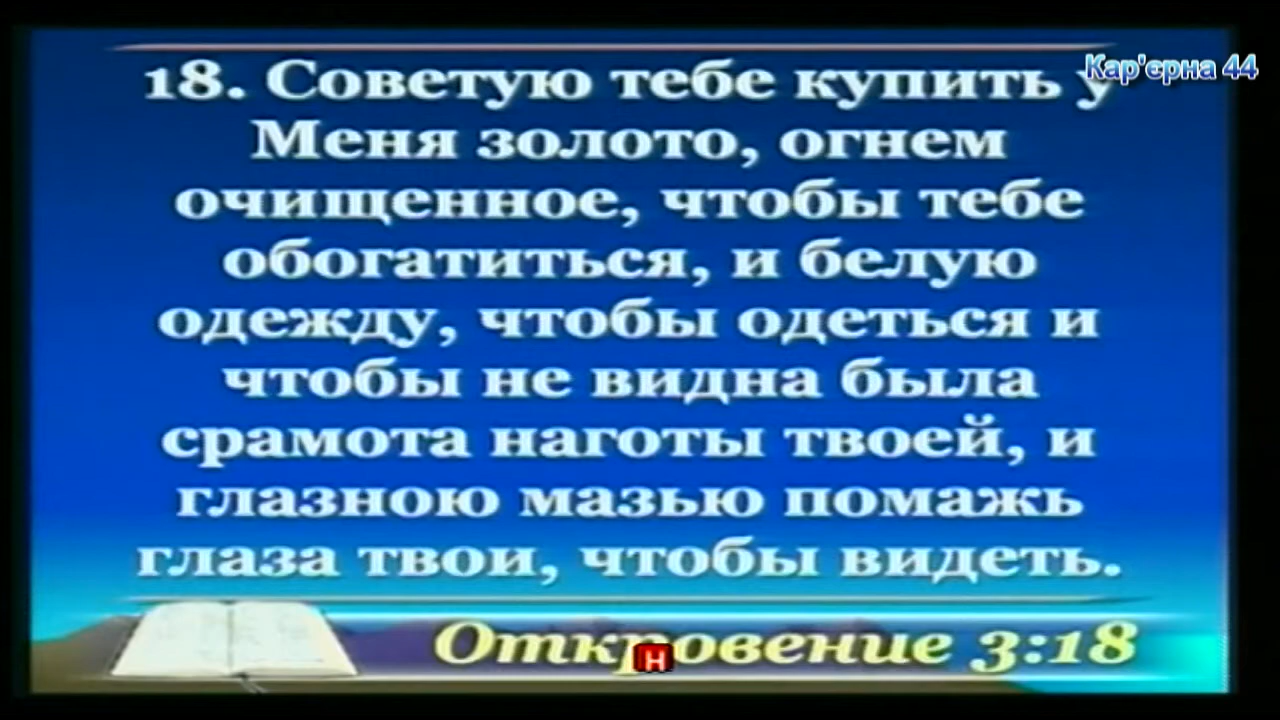 Кар'єрна 44
18. Советую тебе купить у
Меня золото, огнем
очищенное, чтобы тебе
обогатиться, и белую
одежду, чтобы одеться и
чтобы не видна была
срамота наготы твоей, и
глазною мазью помажь
глаза твои, чтобы видеть.
Откровение 3:18
Н